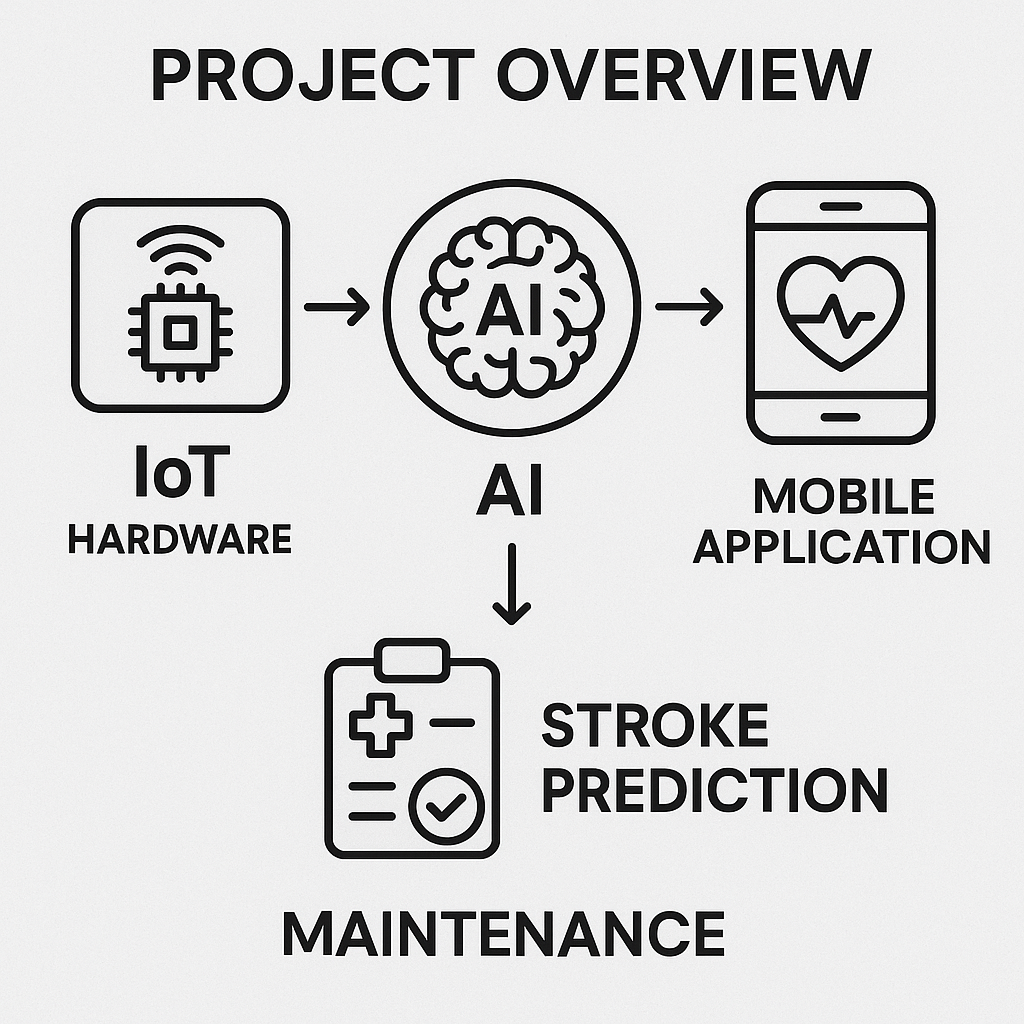 PROJECT OVERVIEW
AI
IoT
HARDWARE
AI
MOBILE
APPLICATION
STROKE
PREDICTION
MAINTENANCE